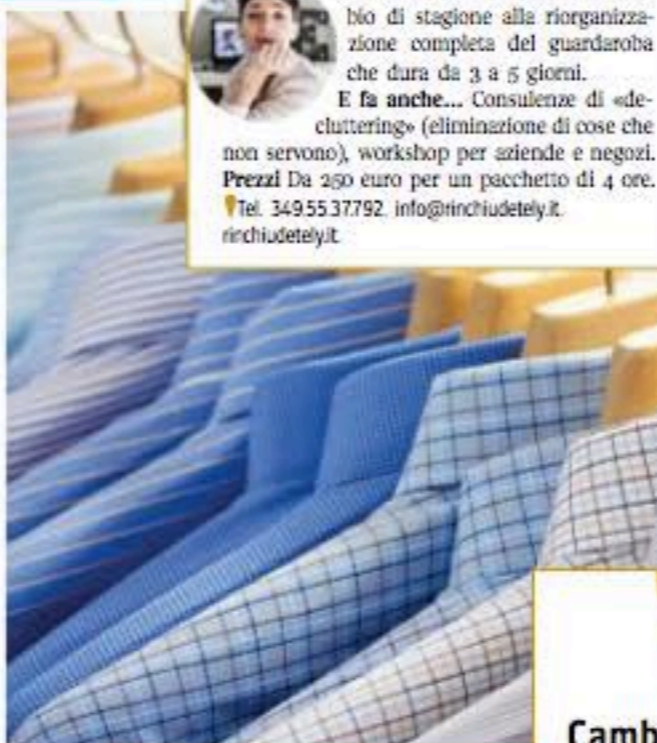 bio di stagione alla riorganizza-
zione completa del guardaroba
che dura da 3 a 5 giorni.
E fa anche... Consulenze di «de-
cluttering» (eliminazione di cose che
non servono), workshop per aziende e negozi.
Prezzi Da 250 euro per un pacchetto di 4 ore.
Tel. 349.55.37.792. info@rinchiudetely.it.
rinchiudetely.it.
Camb